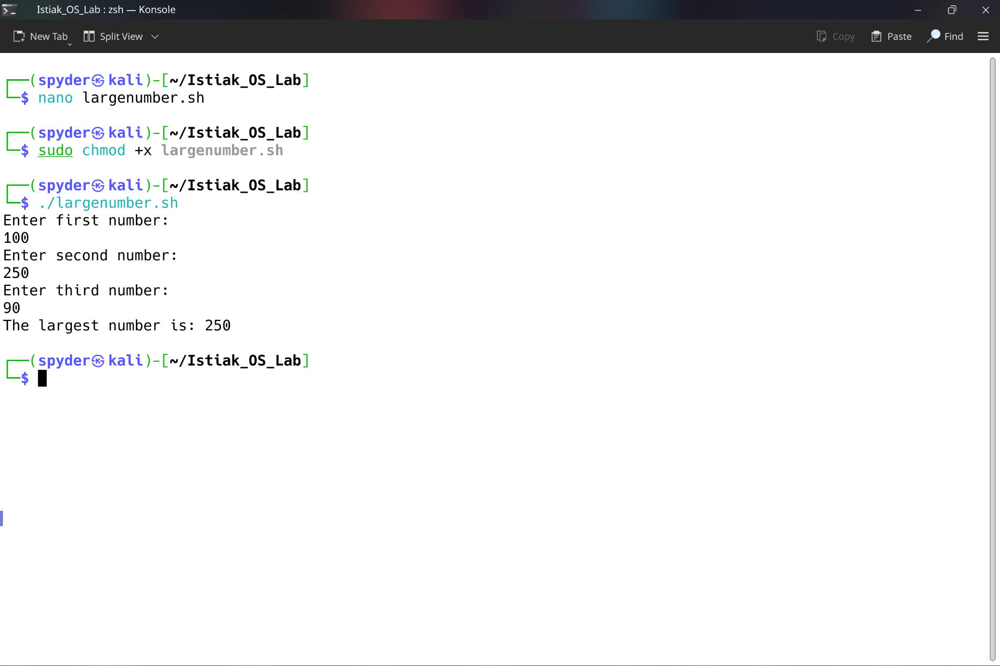 Istiak_OS_Lab : zsh — Konsole
New Tab Split View Copy Paste Find
┌──(spyder㉿kali)-[~/Istiak_OS_Lab]
└─$ nano largenumber.sh
┌──(spyder㉿kali)-[~/Istiak_OS_Lab]
└─$ sudo chmod +x largenumber.sh
┌──(spyder㉿kali)-[~/Istiak_OS_Lab]
└─$ ./largenumber.sh
Enter first number:
100
Enter second number:
250
Enter third number:
90
The largest number is: 250
┌──(spyder㉿kali)-[~/Istiak_OS_Lab]
└─$